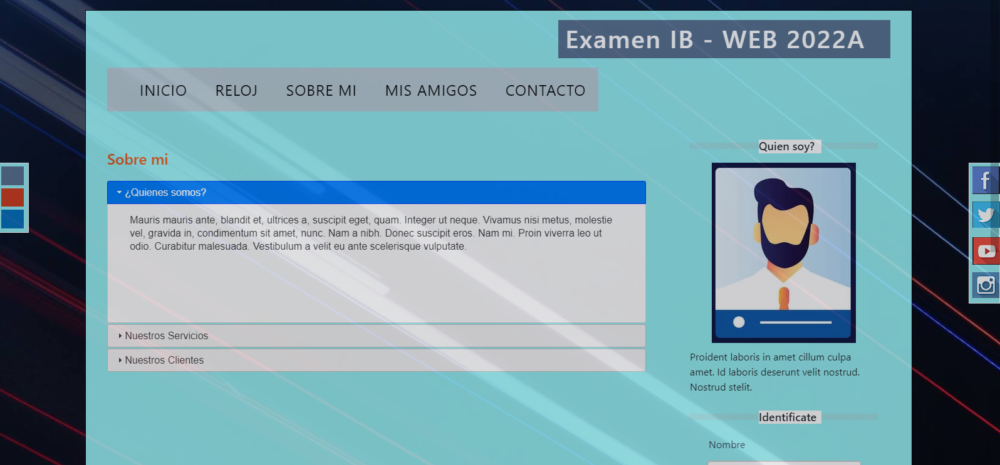 Examen IB - WEB 2022A
INICIO RELOJ SOBRE MI MIS AMIGOS CONTACTO
Sobre mi
¿Quienes somos?
Mauris mauris ante, blandit et, ultrices a, suscipit eget, quam. Integer ut neque. Vivamus nisi metus, molestie
vel, gravida in, condimentum sit amet, nunc. Nam a nibh. Donec suscipit eros. Nam mi. Proin viverra leo ut
odio. Curabitur malesuada. Vestibulum a velit eu ante scelerisque vulputate.
Nuestros Servicios
Nuestros Clientes
Quien soy?
Proident laboris in amet cillum culpa
amet. Id laboris deserunt velit nostrud.
Nostrud stelit.
Identificate
Nombre